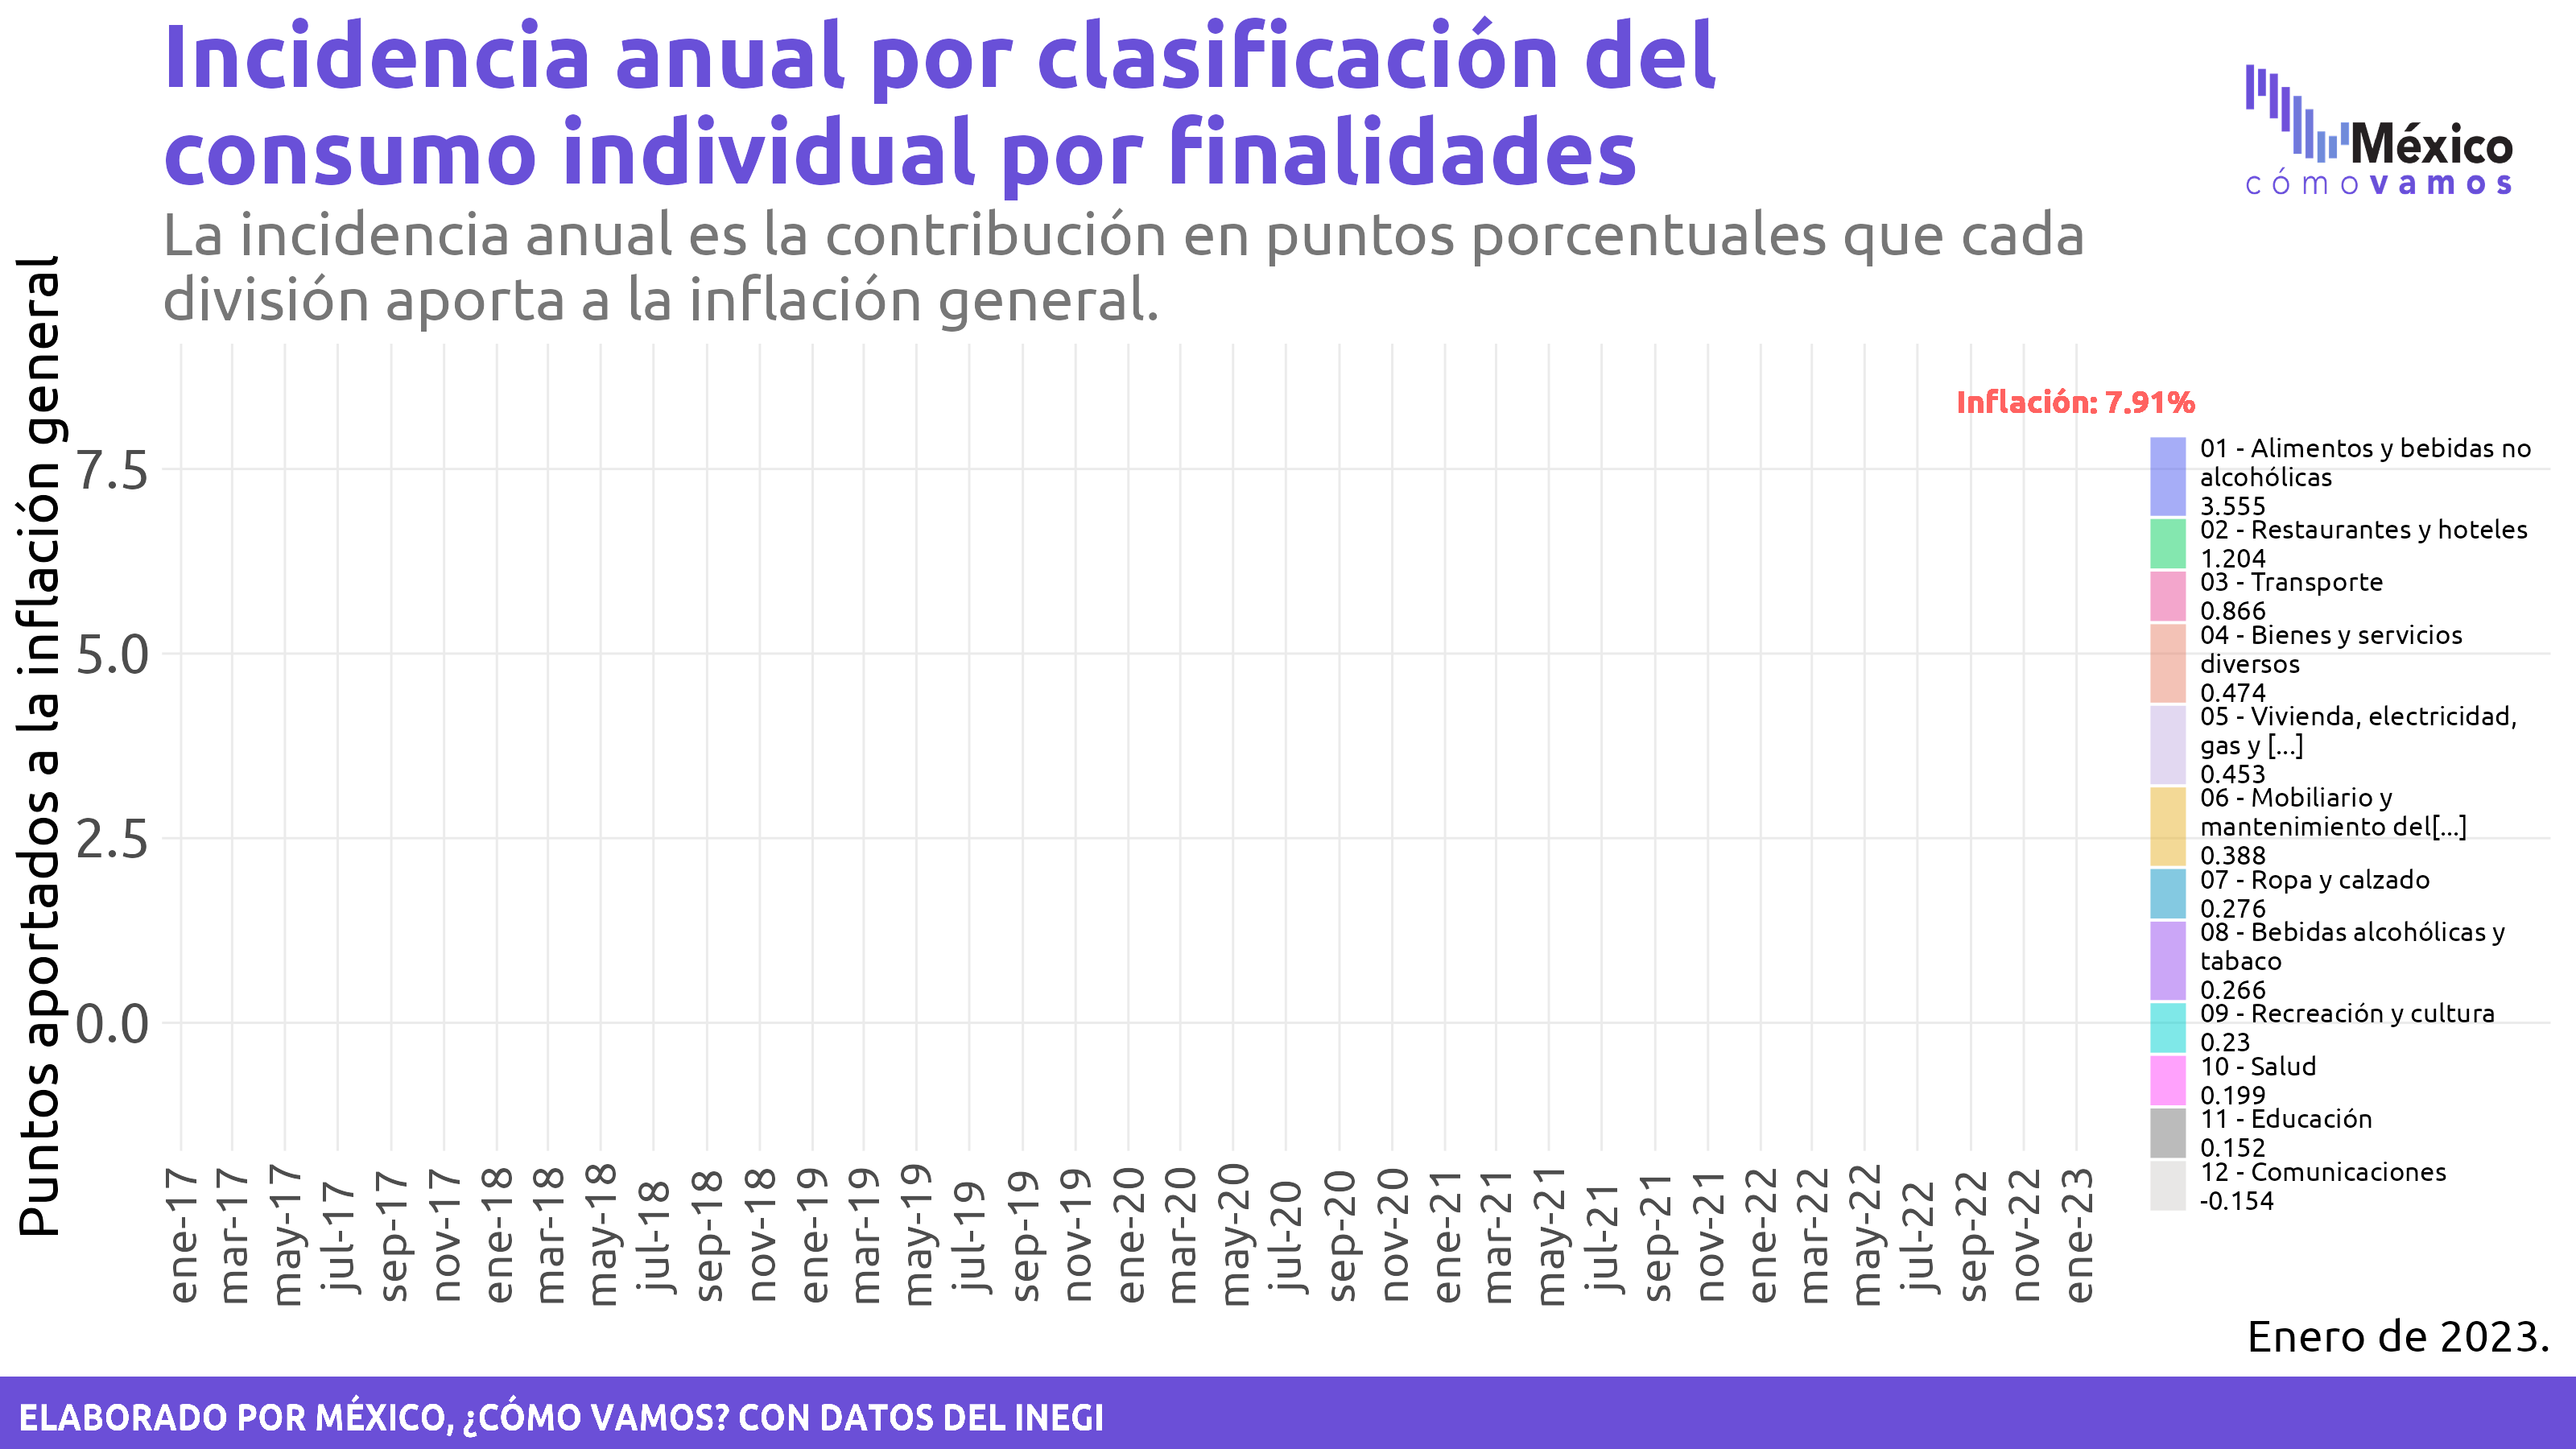 Incidencia anual por clasificación del
consumo individual por finalidades
México
cómovamos
La incidencia anual es la contribución en puntos porcentuales que cada
división aporta a la inflación general.
Puntos aportados a la inflación general
7.5
5.0
2.5
0.0
Inflación: 7.91%
01 - Alimentos y bebidas no
alcohólicas
3.555
02 - Restaurantes y hoteles
1.204
03 - Transporte
0.866
04 - Bienes y servicios
diversos
0.474
05 - Vivienda, electricidad,
gas y [...]
0.453
06 - Mobiliario y
mantenimiento del[...]
0.388
07 - Ropa y calzado
0.276
08 - Bebidas alcohólicas y
tabaco
0.266
09 - Recreación y cultura
0.23
10 - Salud
0.199
11 - Educación
0.152
12 - Comunicaciones
-0.154
ene-17
mar-17
may-17
jul-17
sep-17
nov-17
ene-18
mar-18
may-18
jul-18
sep-18
nov-18
ene-19
mar-19
may-19
jul-19
sep-19
nov-19
ene-20
mar-20
may-20
jul-20
sep-20
nov-20
ene-21
mar-21
may-21
jul-21
sep-21
nov-21
ene-22
mar-22
may-22
jul-22
sep-22
nov-22
ene-23
Enero de 2023.
ELABORADO POR MÉXICO, ¿CÓMO VAMOS? CON DATOS DEL INEGI